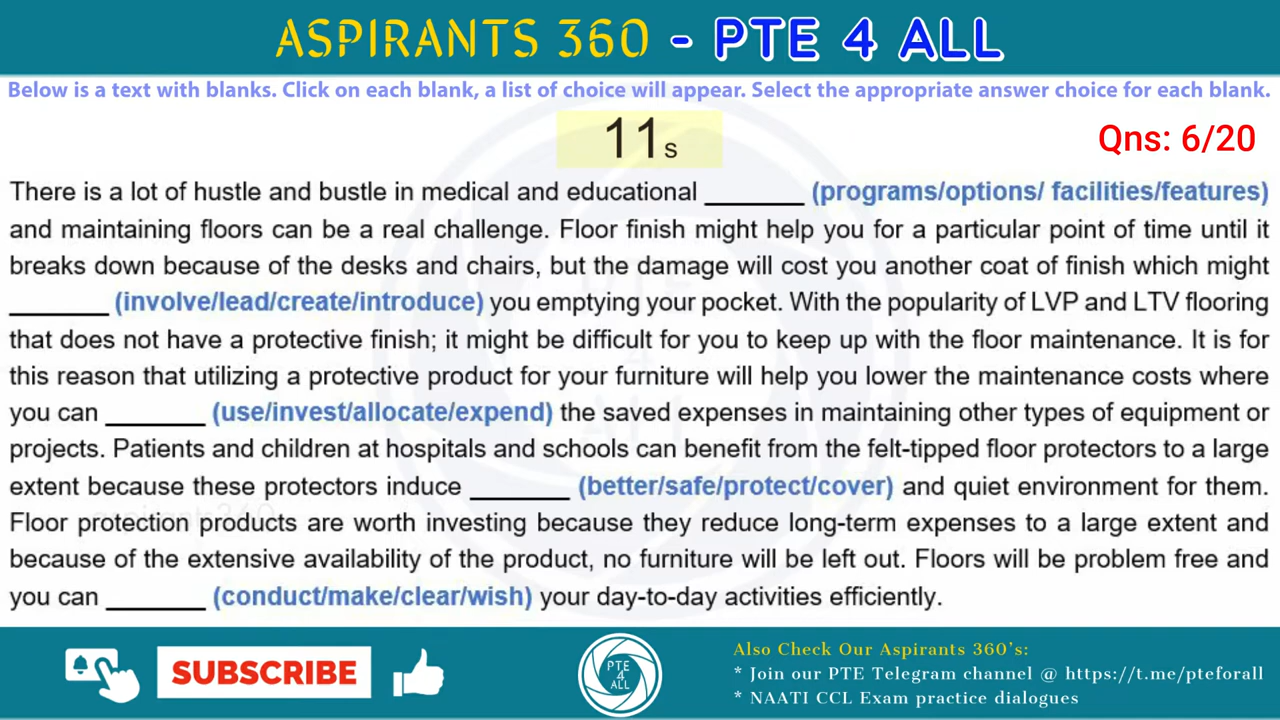 ASPIRANTS 360 - PTE 4 ALL
Below is a text with blanks. Click on each blank, a list of choice will appear. Select the appropriate answer choice for each blank.
11s
Qns: 6/20
There is a lot of hustle and bustle in medical and educational _______ (programs/options/ facilities/features)
and maintaining floors can be a real challenge. Floor finish might help you for a particular point of time until it
breaks down because of the desks and chairs, but the damage will cost you another coat of finish which might
_______ (involve/lead/create/introduce) you emptying your pocket. With the popularity of LVP and LTV flooring
that does not have a protective finish; it might be difficult for you to keep up with the floor maintenance. It is for
this reason that utilizing a protective product for your furniture will help you lower the maintenance costs where
you can _______ (use/invest/allocate/expend) the saved expenses in maintaining other types of equipment or
projects. Patients and children at hospitals and schools can benefit from the felt-tipped floor protectors to a large
extent because these protectors induce _______ (better/safe/protect/cover) and quiet environment for them.
Floor protection products are worth investing because they reduce long-term expenses to a large extent and
because of the extensive availability of the product, no furniture will be left out. Floors will be problem free and
you can _______ (conduct/make/clear/wish) your day-to-day activities efficiently.
SUBSCRIBE
PTE
4
ALL
Also Check Our Aspirants 360's:
* Join our PTE Telegram channel @ https://t.me/pteforall
* NAATI CCL Exam practice dialogues